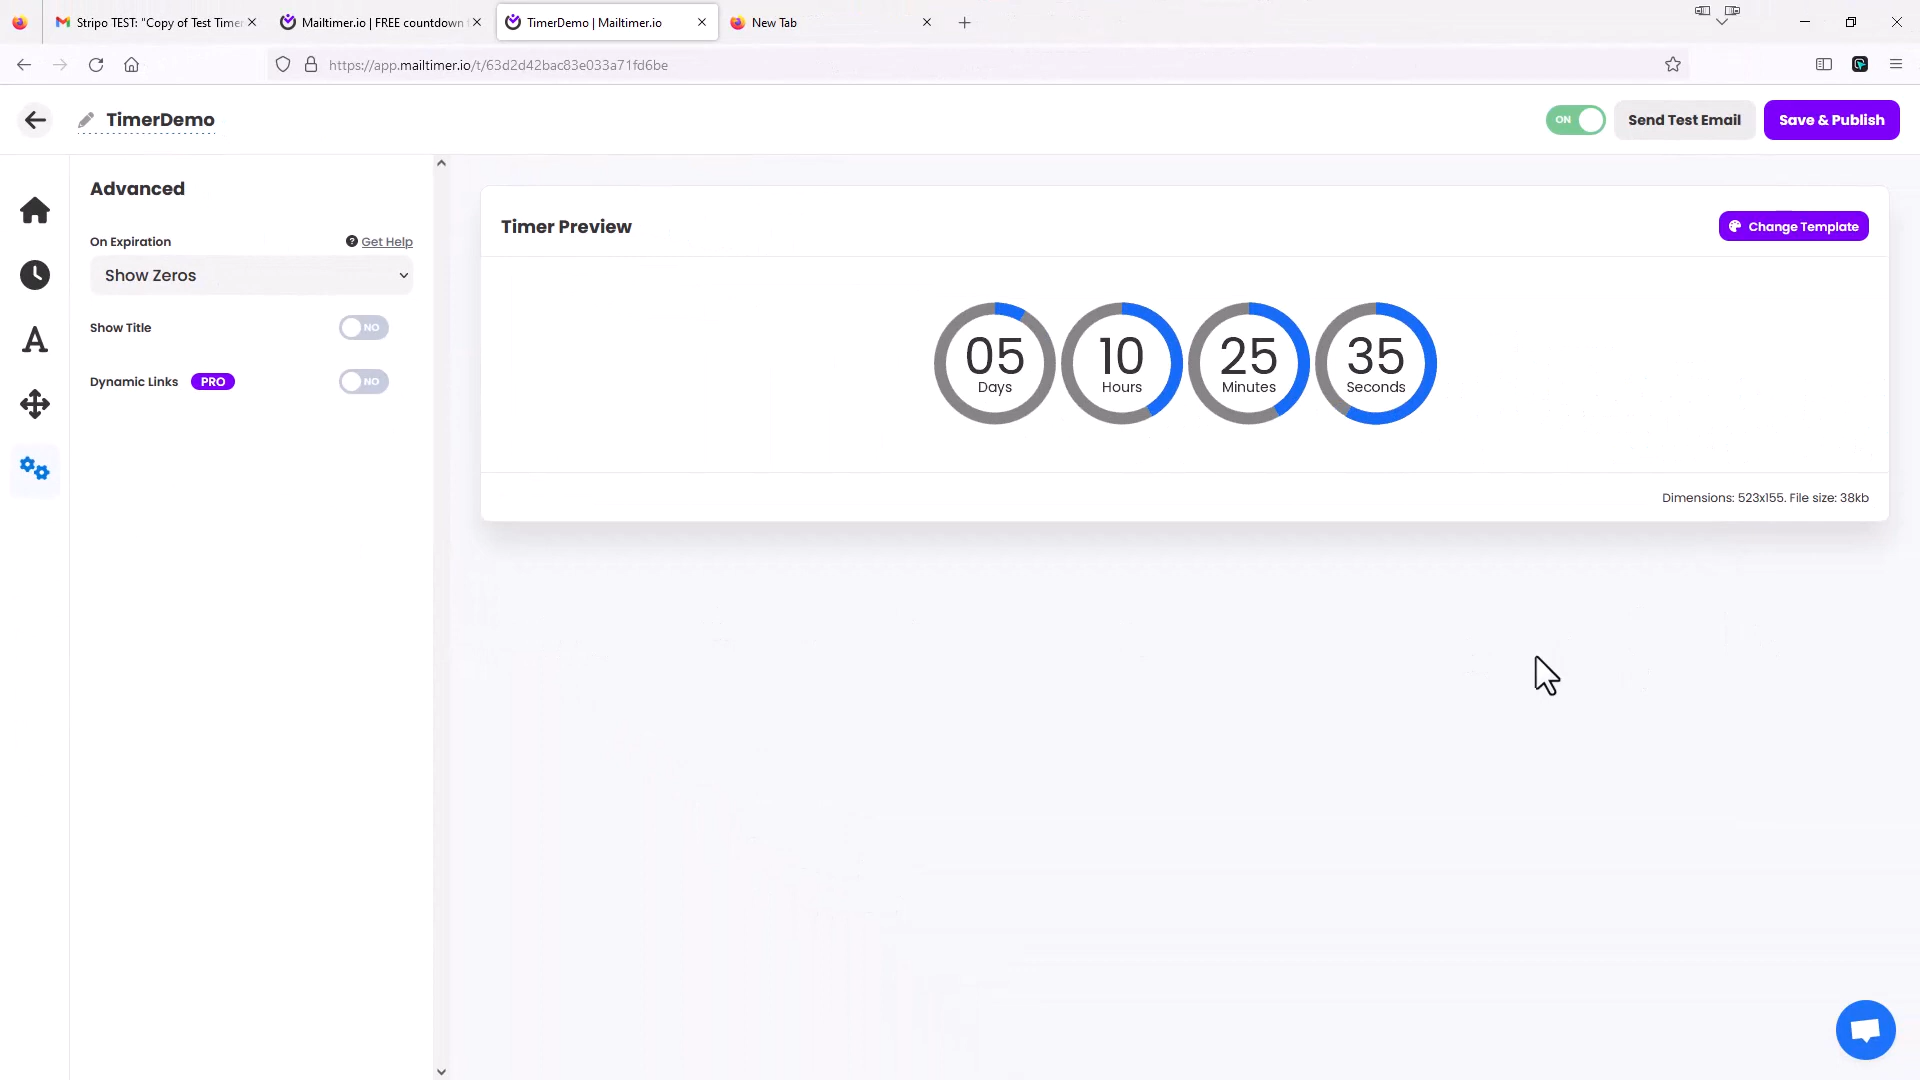 Stripo TEST: "Copy of Test Timer
Mailtimer.io | FREE countdown
TimerDemo | Mailtimer.io
New Tab
https://app.mailtimer.io/t/63d2d42bac83e033a71fd6be
TimerDemo
ON
Send Test Email
Save & Publish
Advanced
On Expiration
Get Help
Show Zeros
Show Title
NO
Dynamic Links
PRO
NO
Timer Preview
Change Template
05
10
25
35
Days
Hours
Minutes
Seconds
Dimensions: 523x155. File size: 38kb